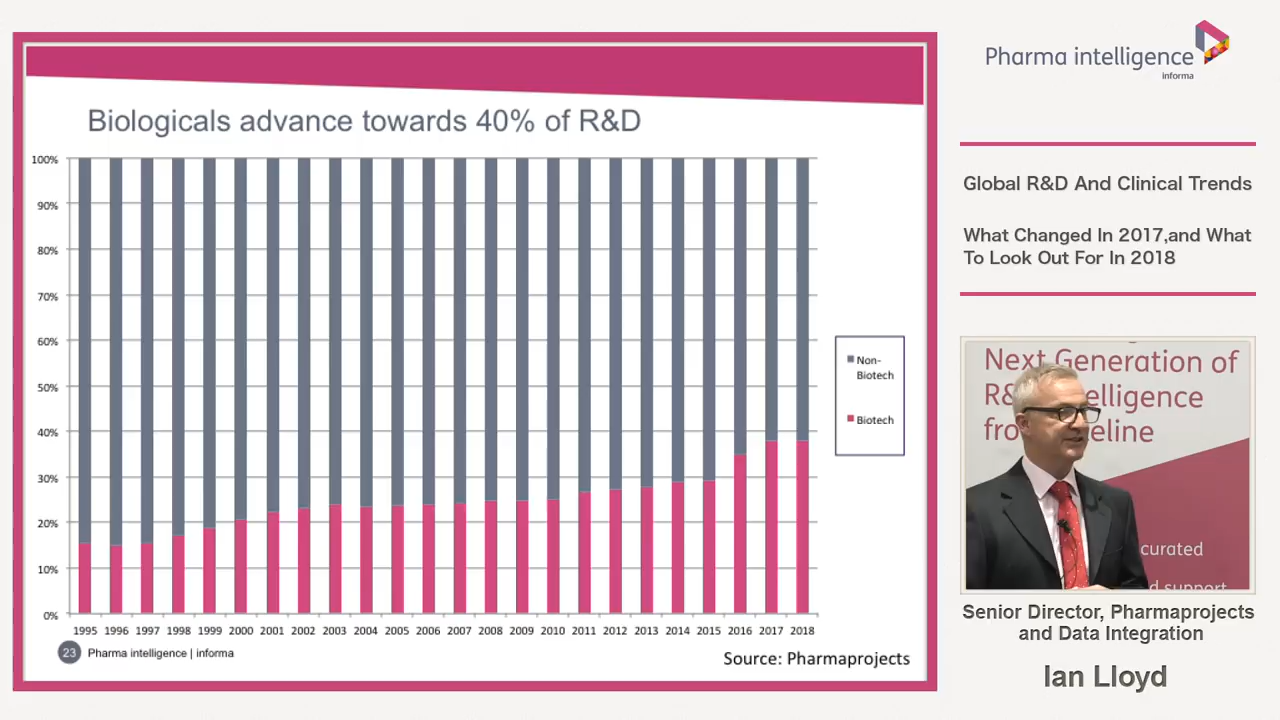 Biologicals advance towards 40% of R&D
100%
90%
80%
70%
60%
50%
40%
30%
20%
10%
0%
1995 1996 1997 1998 1999 2000 2001 2002 2003 2004 2005 2006 2007 2008 2009 2010 2011 2012 2013 2014 2015 2016 2017 2018
Non-
Biotech
Biotech
23 Pharma intelligence | informa
Source: Pharmaprojects
Pharma intelligence
informa
Global R&D And Clinical Trends
What Changed In 2017,and What
To Look Out For In 2018
Next Generation of
curated
d support
Senior Director, Pharmaprojects
and Data Integration
Ian Lloyd